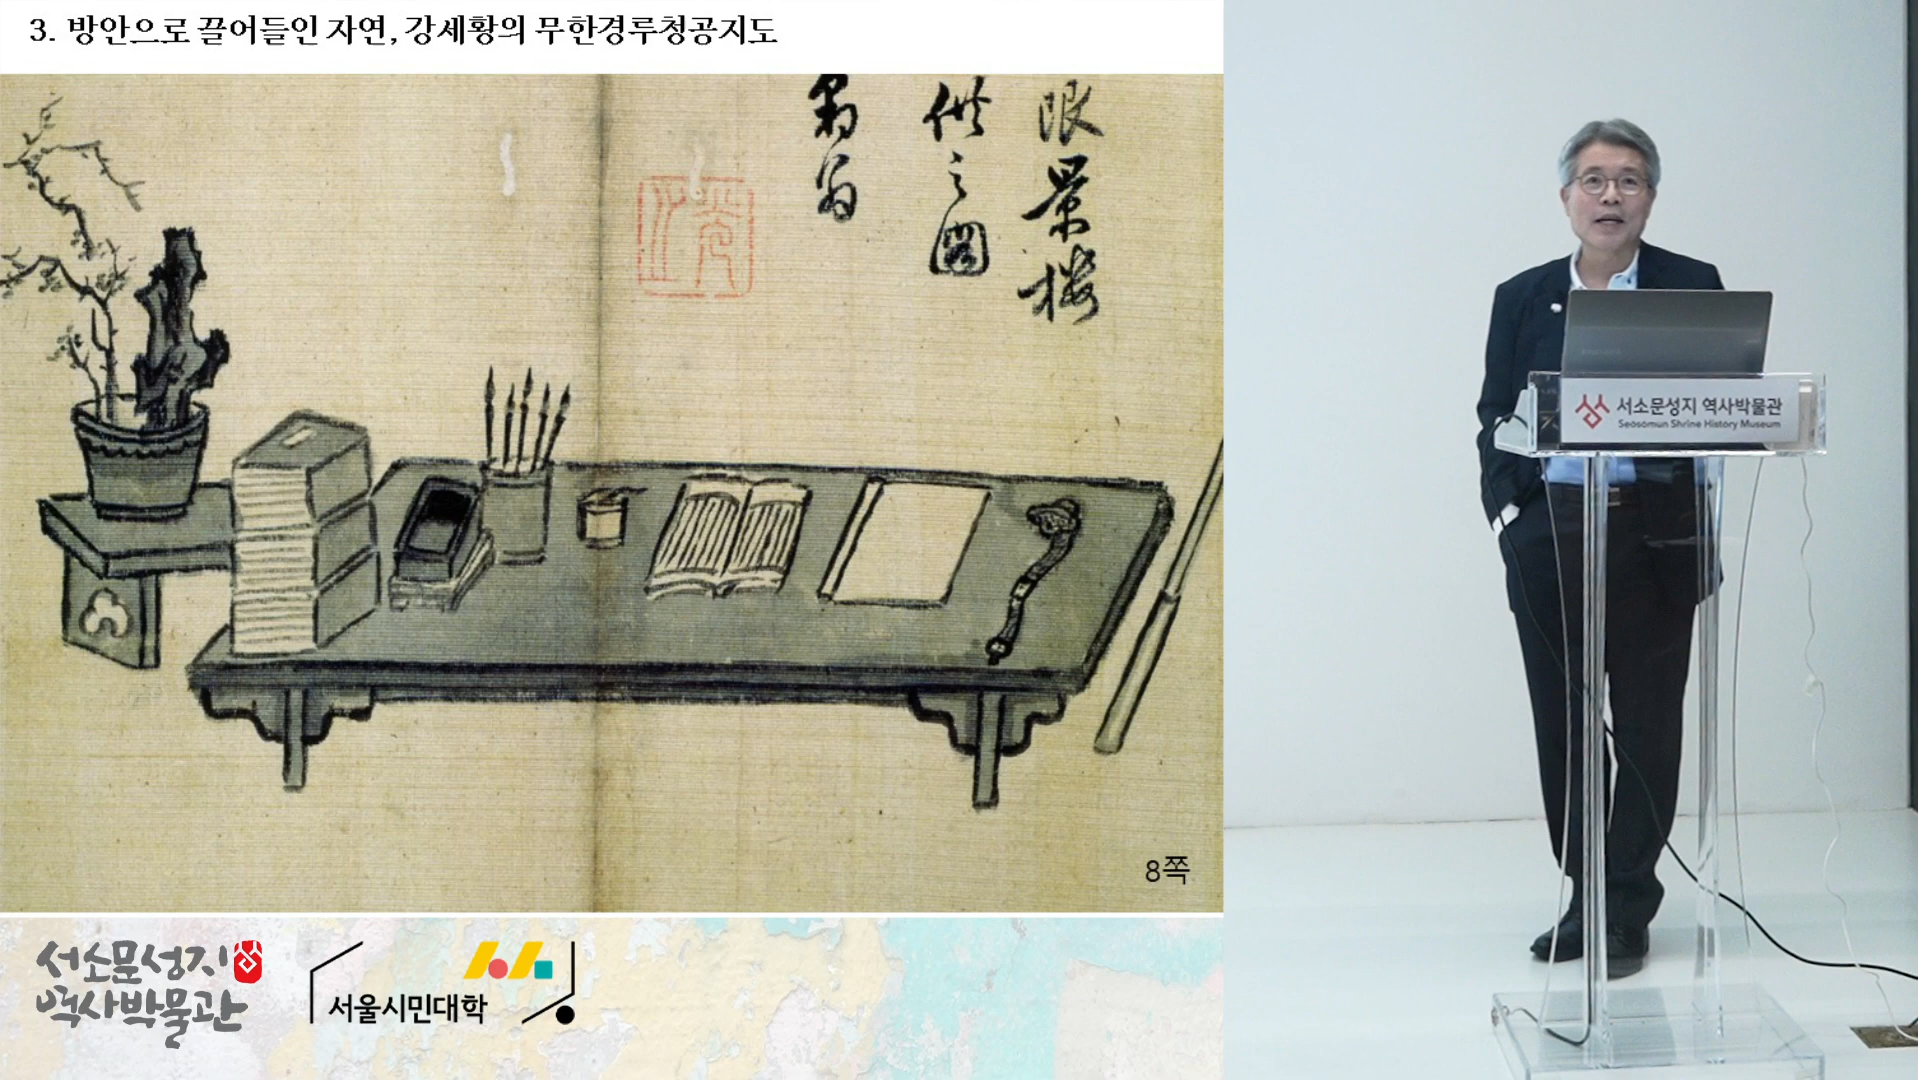 3. 방안으로 끌어들인 자연, 강세황의 무한경루청공지도
限景樓
供之圖
豹翁
8쪽
서소문성지 역사박물관
Seosomun Shrine History Museum
서소문성지
역사박물관
서울시민대학